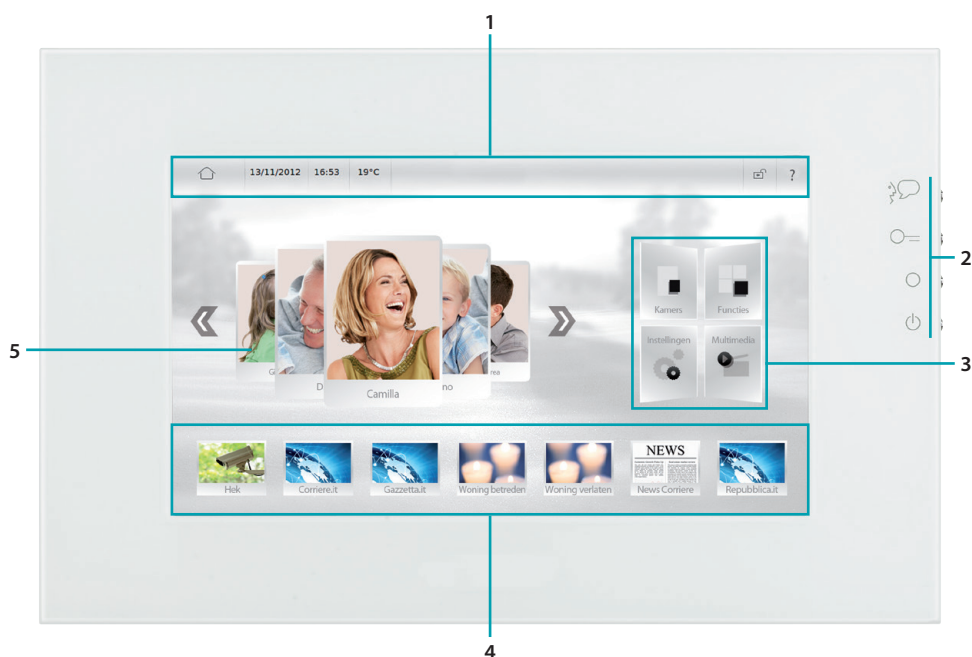 1
13/11/2012 16:53 19°C ?
2
Kamers Functies
Instellingen Multimedia
3
5
Camilla
NEWS
Hek Corriere.it Gazzetta.it Woning betreden Woning verlaten News Corriere Repubblica.it
4